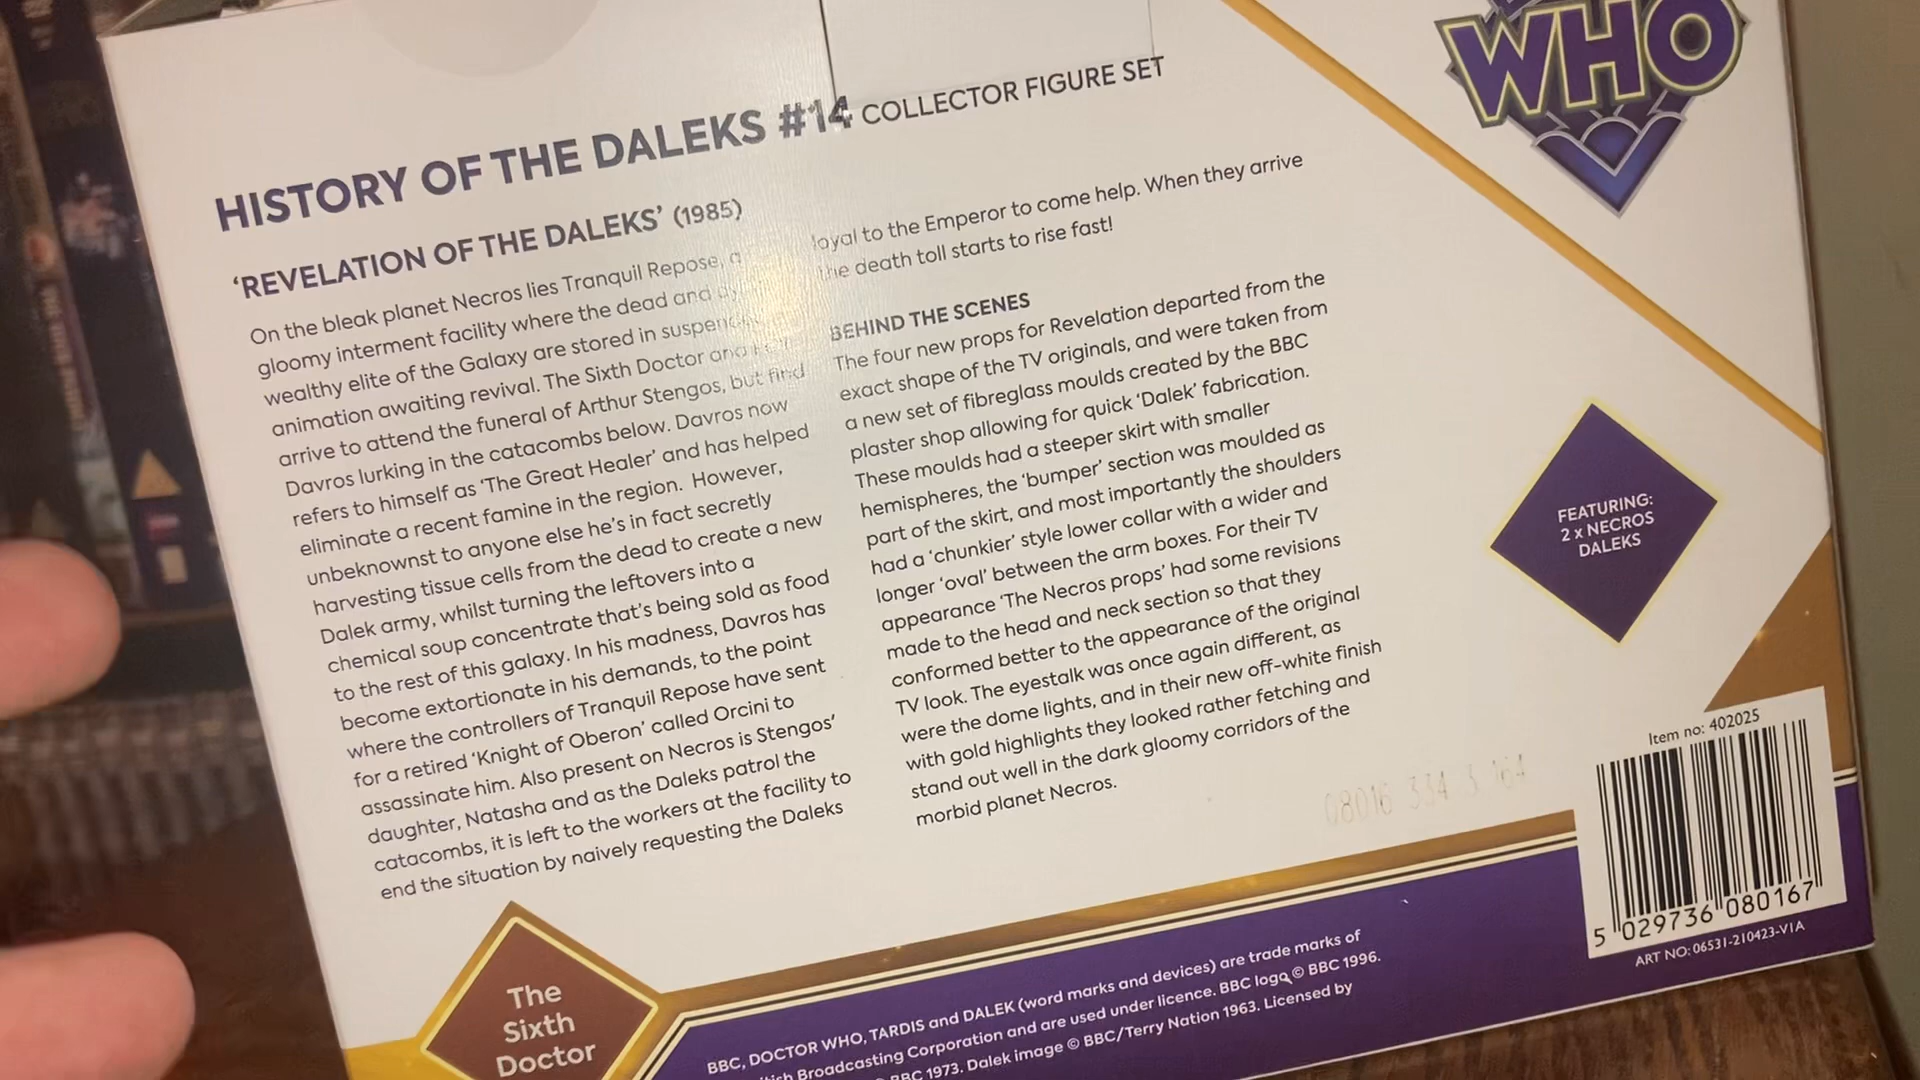 WHO
HISTORY OF THE DALEKS #14 COLLECTOR FIGURE SET
'REVELATION OF THE DALEKS' (1985)
On the bleak planet Necros lies Tranquil Repose, a
gloomy interment facility where the dead and
wealthy elite of the Galaxy are stored in
animation awaiting revival. The Sixth Doctor and
arrive to attend the funeral of Arthur Stengos, but find
Davros lurking in the catacombs below. Davros now
refers to himself as 'The Great Healer' and has helped
eliminate a recent famine in the region. However,
unbeknownst to anyone else he's in fact secretly
harvesting tissue cells from the dead to create a new
Dalek army, whilst turning the leftovers into a
chemical soup concentrate that's being sold as food
to the rest of this galaxy. In his madness, Davros has
become extortionate in his demands, to the point
where the controllers of Tranquil Repose have sent
for a retired 'Knight of Oberon' called Orcini to
assassinate him. Also present on Necros is Stengos'
daughter, Natasha and as the Daleks patrol the
catacombs, it is left to the workers at the facility to
end the situation by naively requesting the Daleks
loyal to the Emperor to come help. When they arrive
the death toll starts to rise fast!
BEHIND THE SCENES
The four new props for Revelation departed from the
exact shape of the TV originals, and were taken from
a new set of fibreglass moulds created by the BBC
plaster shop allowing for quick 'Dalek' fabrication.
These moulds had a steeper skirt with smaller
hemispheres, the 'bumper' section was moulded as
part of the skirt, and most importantly the shoulders
had a 'chunkier' style lower collar with a wider and
longer 'oval' between the arm boxes. For their TV
appearance 'The Necros props' had some revisions
made to the head and neck section so that they
conformed better to the appearance of the original
TV look. The eyestalk was once again different, as
were the dome lights, and in their new off-white finish
with gold highlights they looked rather fetching and
stand out well in the dark gloomy corridors of the
morbid planet Necros.
FEATURING:
2 x NECROS
DALEKS
Item no: 402025
5 029736 080167
ART NO: 06531-210423-V1A
08016 334 3 164
The
Sixth
Doctor
BBC, DOCTOR WHO, TARDIS and DALEK (word marks and devices) are trade marks of
Broadcasting Corporation and are used under licence. BBC logo © BBC 1996.
BBC 1973. Dalek image © BBC/Terry Nation 1963. Licensed by